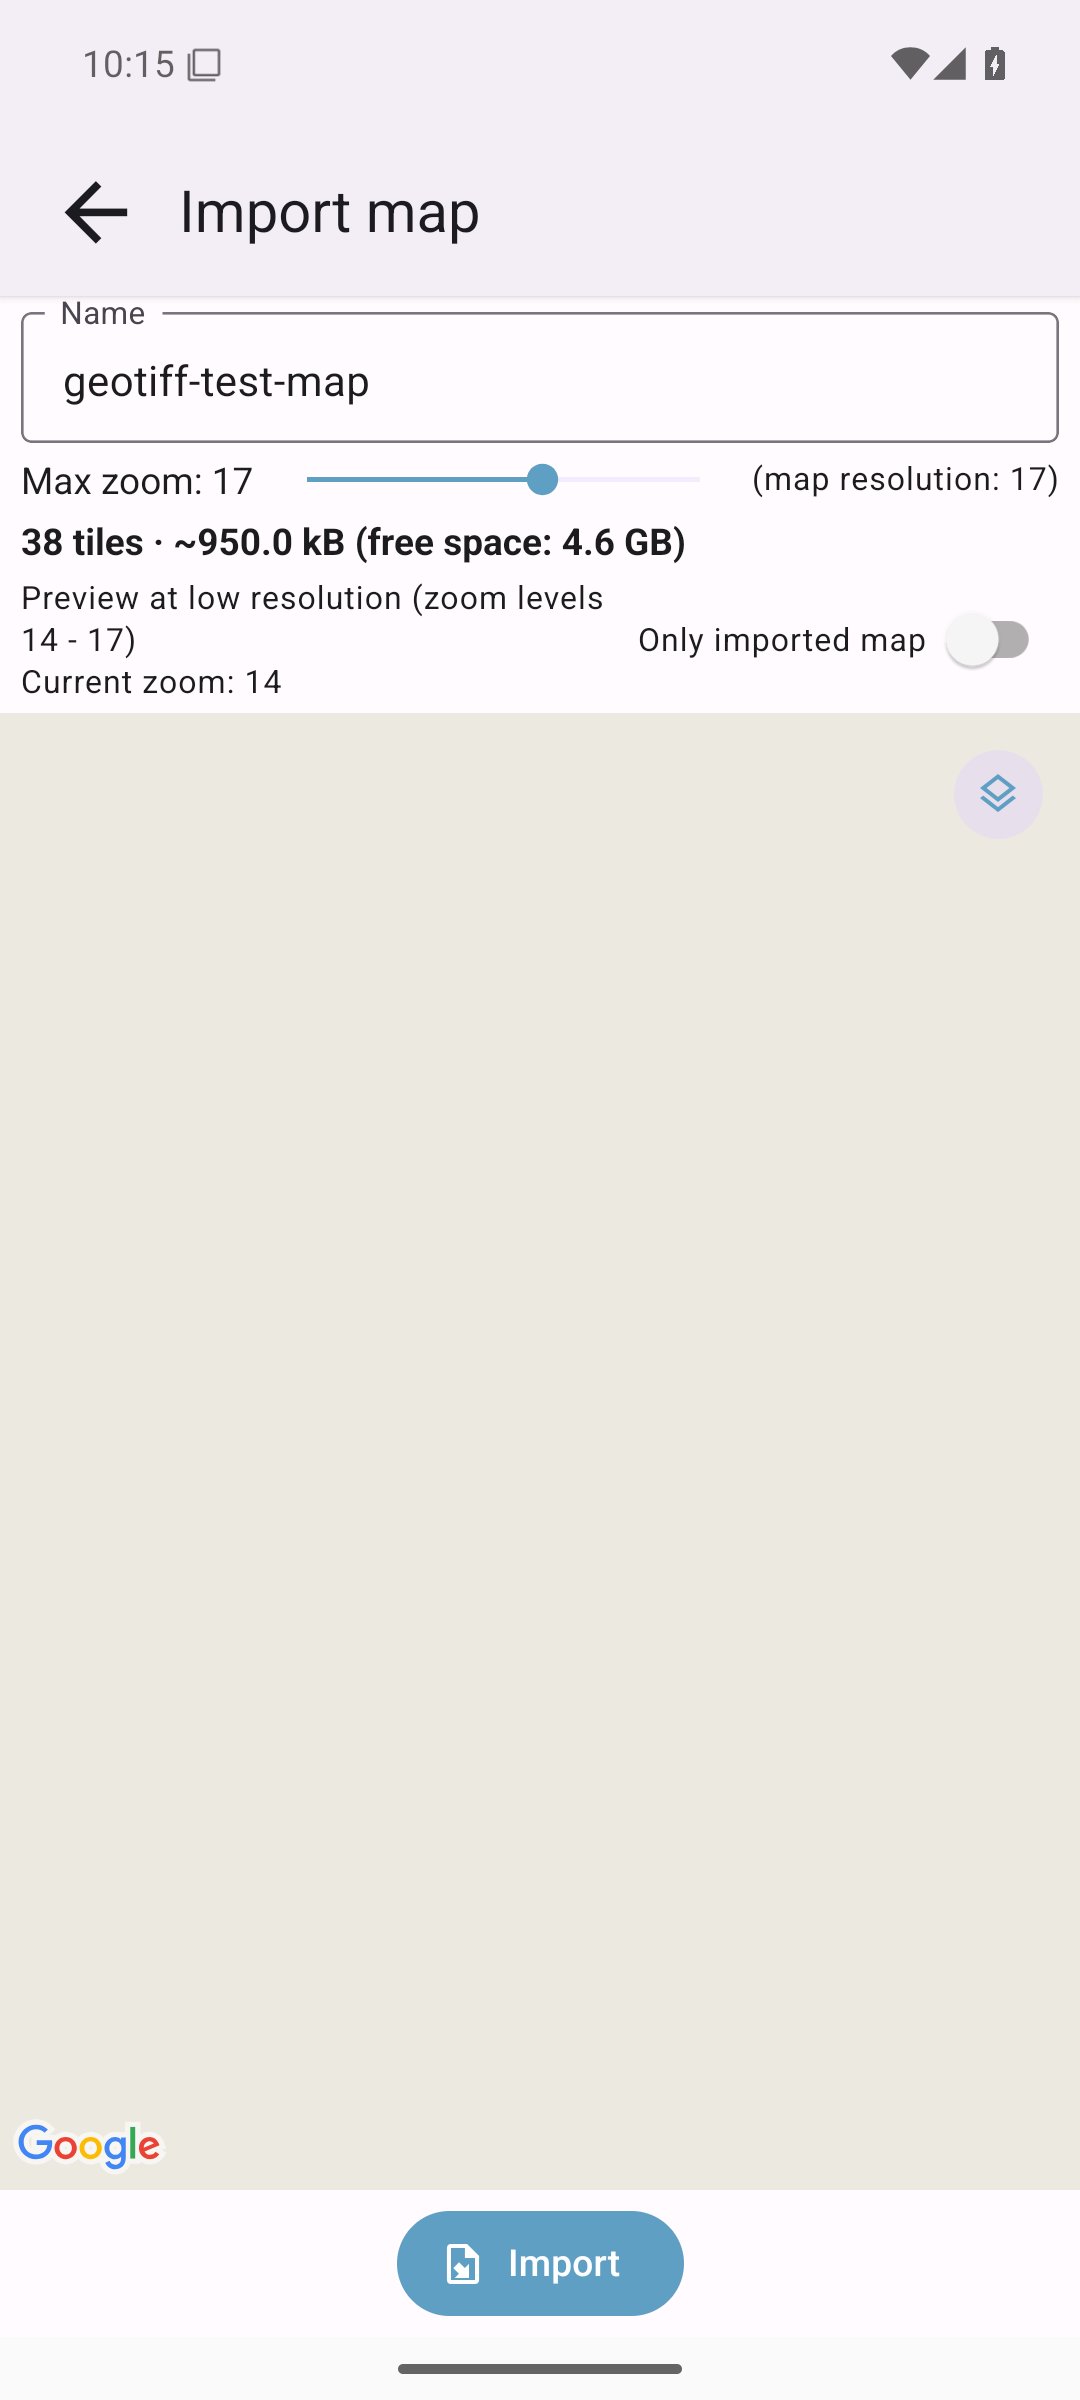 10:15
Import map
Name
geotiff-test-map
Max zoom: 17
(map resolution: 17)
38 tiles · ~950.0 kB (free space: 4.6 GB)
Preview at low resolution (zoom levels
14 - 17)
Current zoom: 14
Only imported map
Google
Import